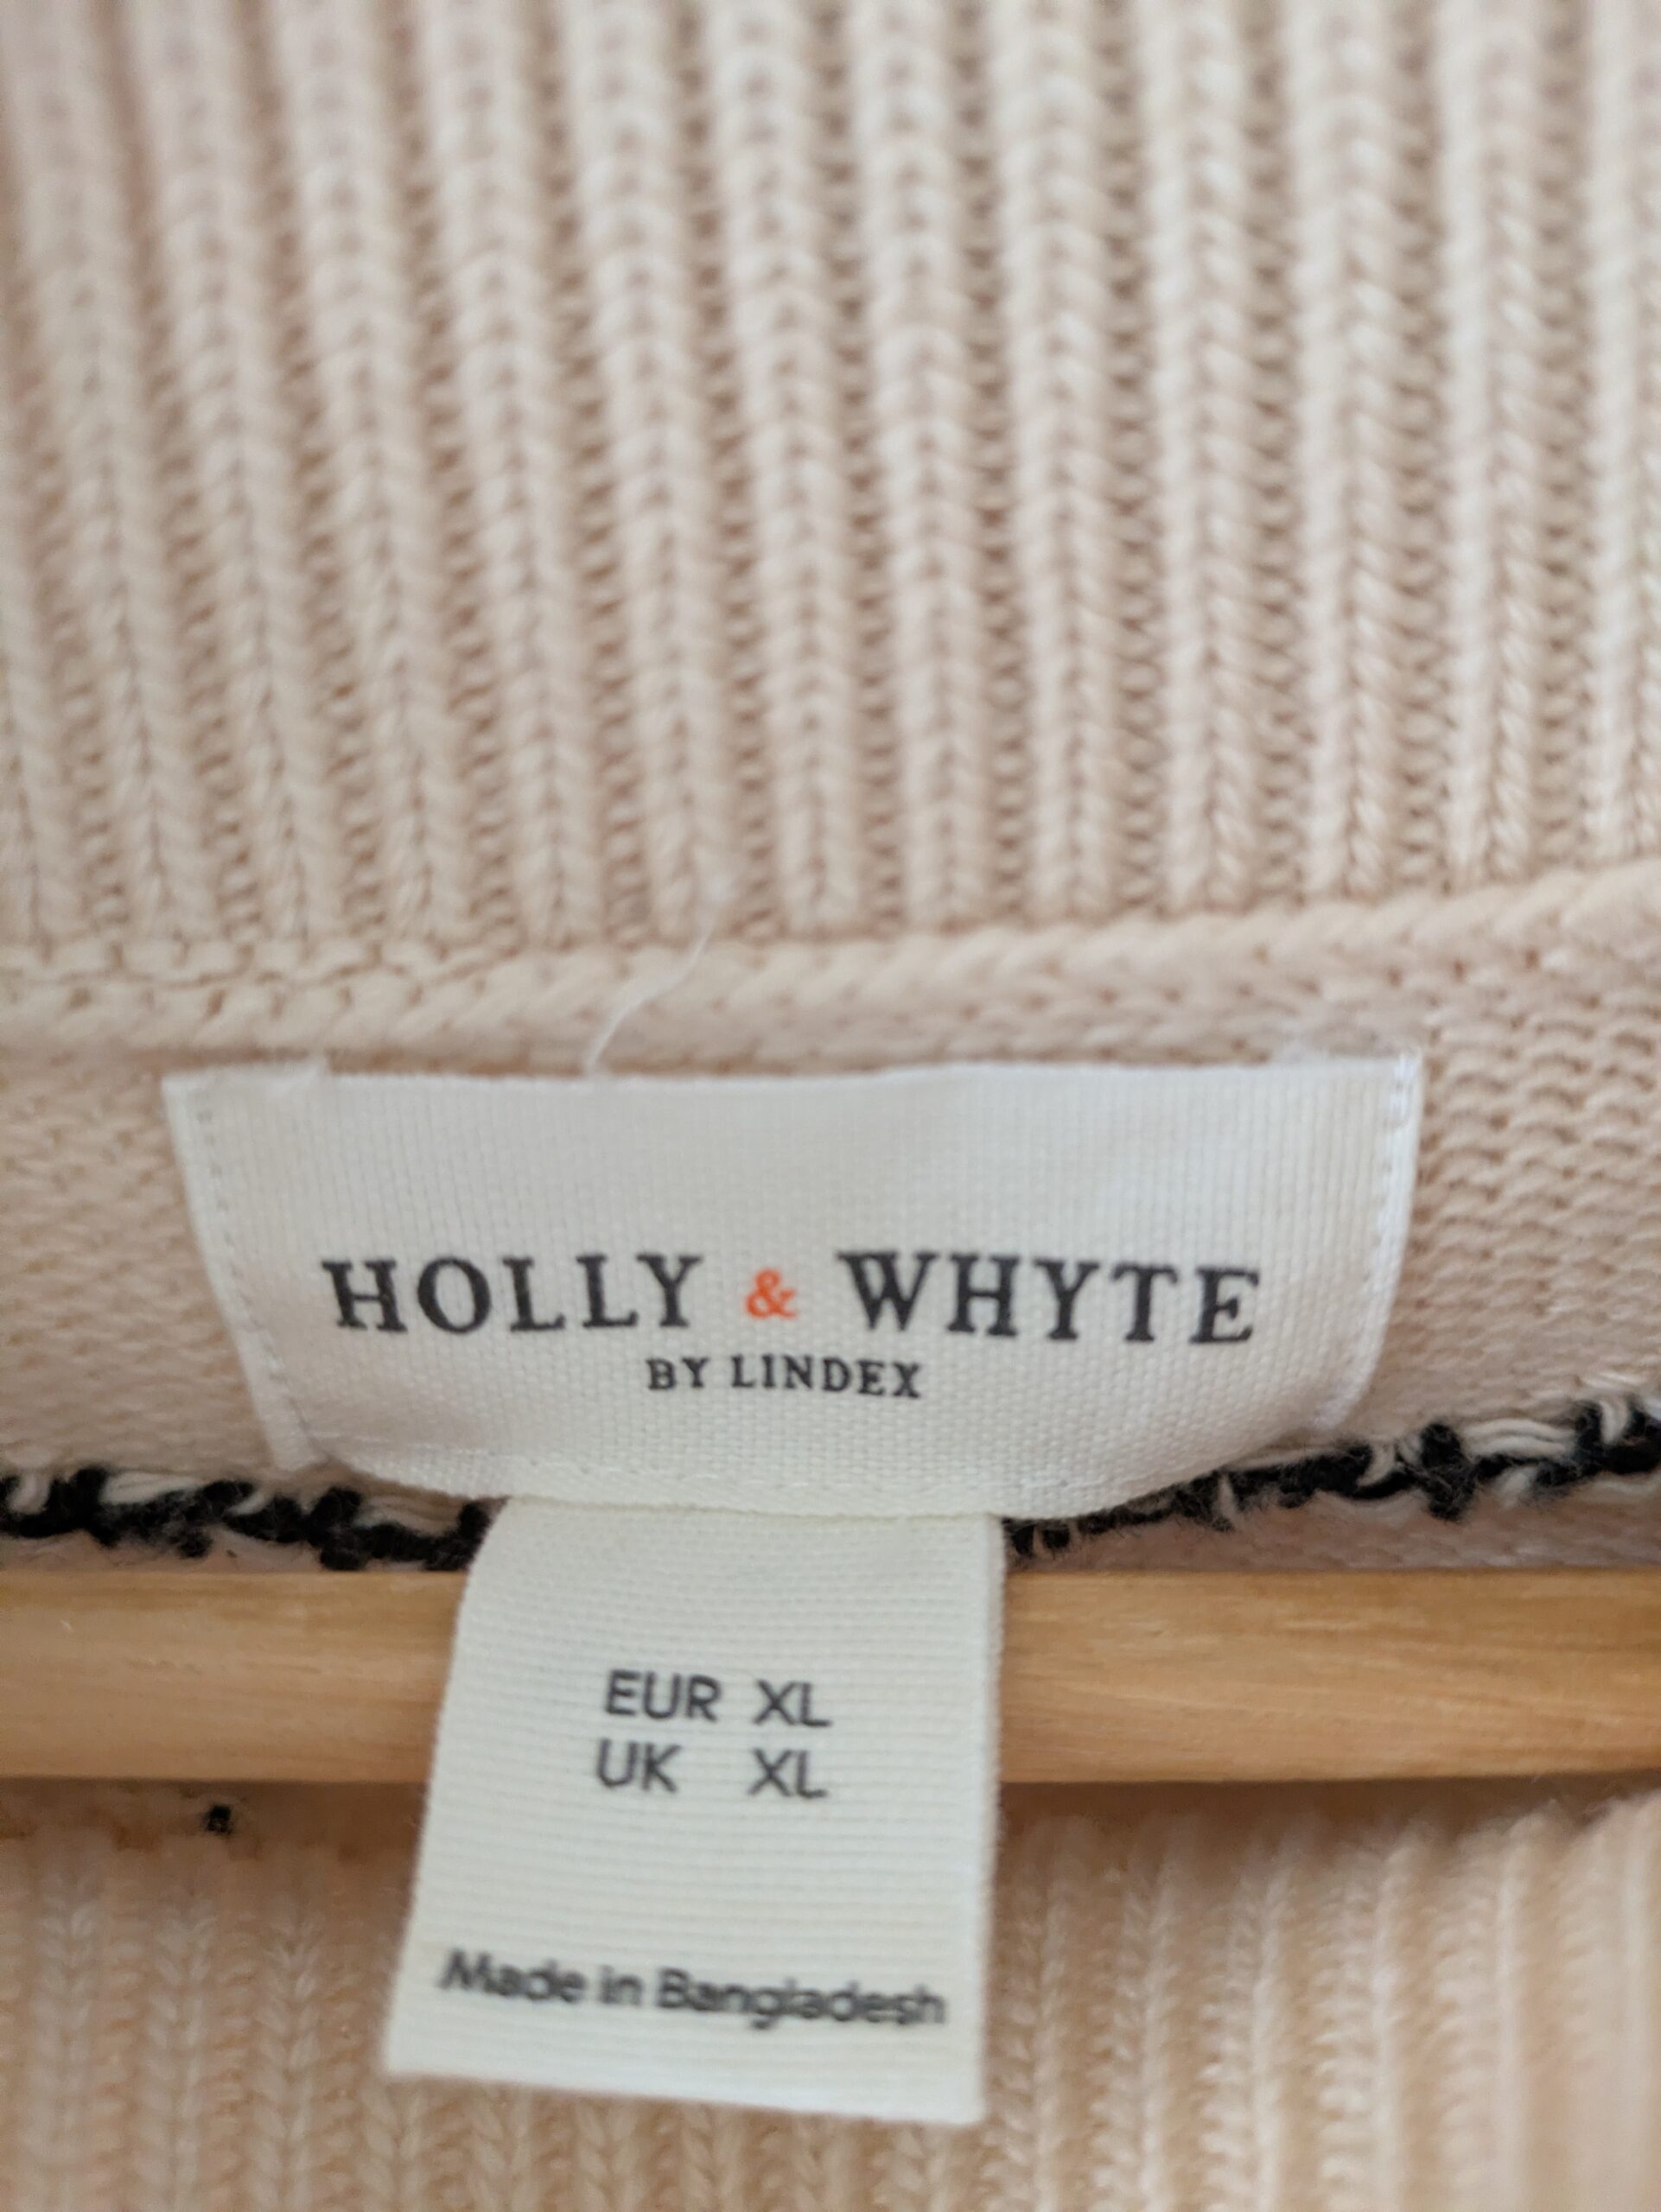 HOLLY & WHYTE
BY LINDEX
EUR XL
UK XL
Made in Bangladesh